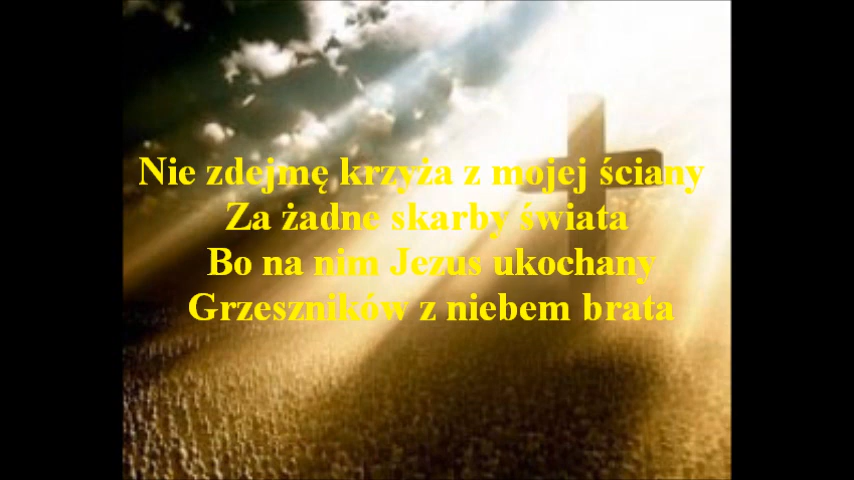 Nie zdejmę krzyża z mojej ściany
Za żadne skarby świata
Bo na nim Jezus ukochany
Grzeszników z niebem brata